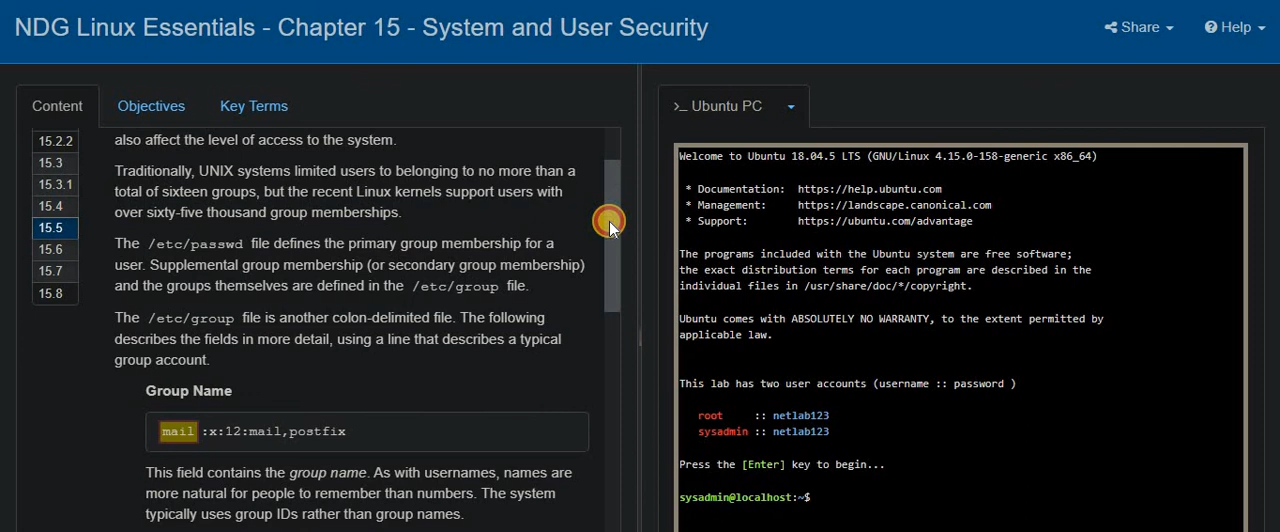 NDG Linux Essentials - Chapter 15 - System and User Security
Share
Help
Content
Objectives
Key Terms
15.2.2
15.3
15.3.1
15.4
15.5
15.6
15.7
15.8
also affect the level of access to the system.
Traditionally, UNIX systems limited users to belonging to no more than a
total of sixteen groups, but the recent Linux kernels support users with
over sixty-five thousand group memberships.
The /etc/passwd file defines the primary group membership for a
user. Supplemental group membership (or secondary group membership)
and the groups themselves are defined in the /etc/group file.
The /etc/group file is another colon-delimited file. The following
describes the fields in more detail, using a line that describes a typical
group account.
Group Name
mail:x:12:mail,postfix
This field contains the group name. As with usernames, names are
more natural for people to remember than numbers. The system
typically uses group IDs rather than group names.
>_ Ubuntu PC
Welcome to Ubuntu 18.04.5 LTS (GNU/Linux 4.15.0-158-generic x86_64)
* Documentation: https://help.ubuntu.com
* Management: https://landscape.canonical.com
* Support: https://ubuntu.com/advantage
The programs included with the Ubuntu system are free software;
the exact distribution terms for each program are described in the
individual files in /usr/share/doc/*/copyright.
Ubuntu comes with ABSOLUTELY NO WARRANTY, to the extent permitted by
applicable law.
This lab has two user accounts (username :: password )
root :: netlab123
sysadmin :: netlab123
Press the [Enter] key to begin...
sysadmin@localhost:~$